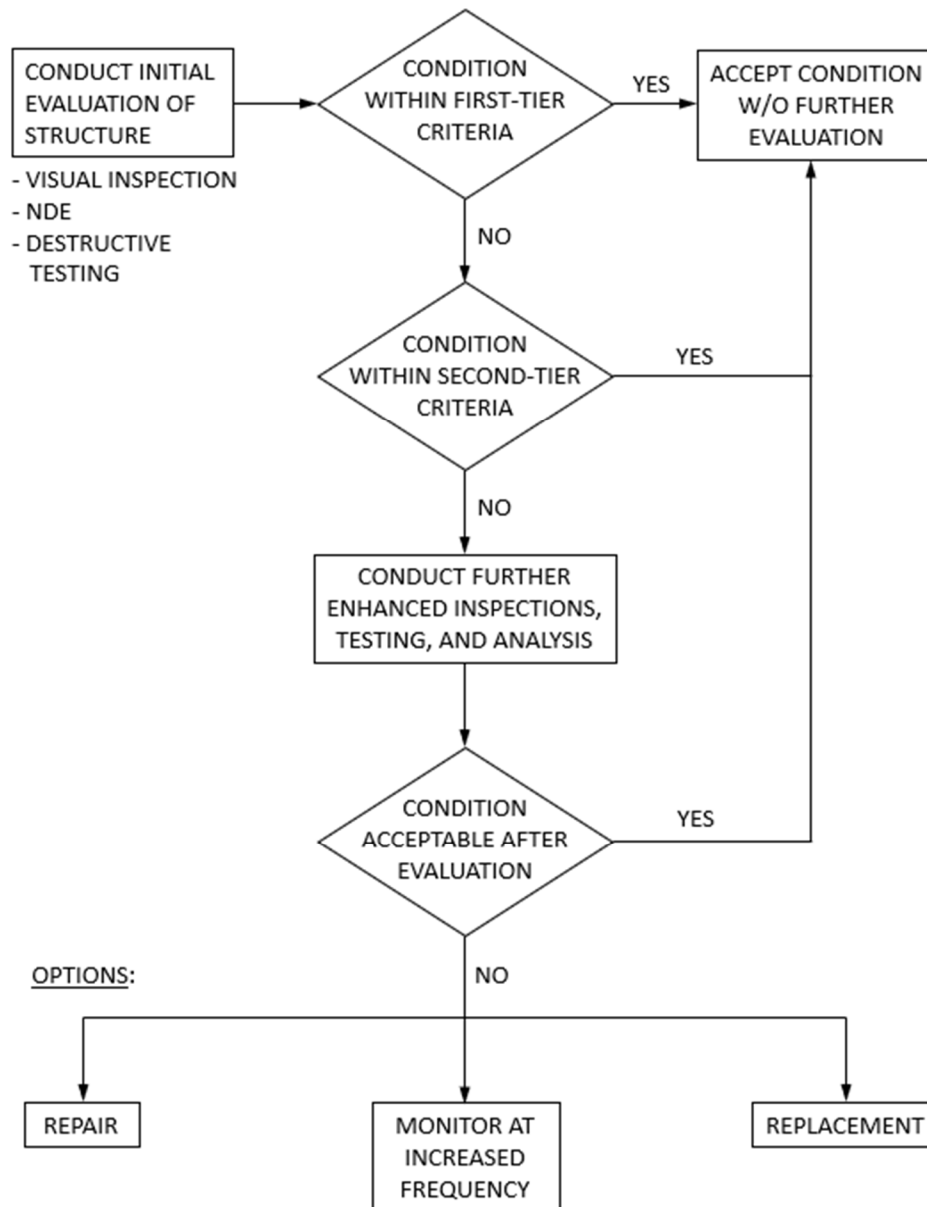 CONDUCT INITIAL
EVALUATION OF
STRUCTURE
- VISUAL INSPECTION
- NDE
- DESTRUCTIVE
TESTING
CONDITION
WITHIN FIRST-TIER
CRITERIA
YES
ACCEPT CONDITION
W/O FURTHER
EVALUATION
NO
CONDITION
WITHIN SECOND-TIER
CRITERIA
YES
NO
CONDUCT FURTHER
ENHANCED INSPECTIONS,
TESTING, AND ANALYSIS
CONDITION
ACCEPTABLE AFTER
EVALUATION
YES
NO
OPTIONS:
REPAIR
MONITOR AT
INCREASED
FREQUENCY
REPLACEMENT